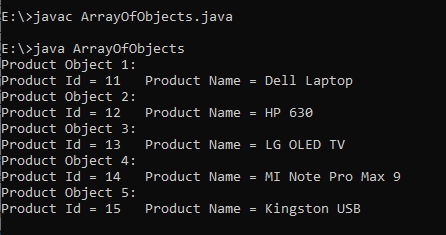 E:\>javac ArrayOfObjects.java
E:\>java ArrayOfObjects
Product Object 1:
Product Id = 11   Product Name = Dell Laptop
Product Object 2:
Product Id = 12   Product Name = HP 630
Product Object 3:
Product Id = 13   Product Name = LG OLED TV
Product Object 4:
Product Id = 14   Product Name = MI Note Pro Max 9
Product Object 5:
Product Id = 15   Product Name = Kingston USB